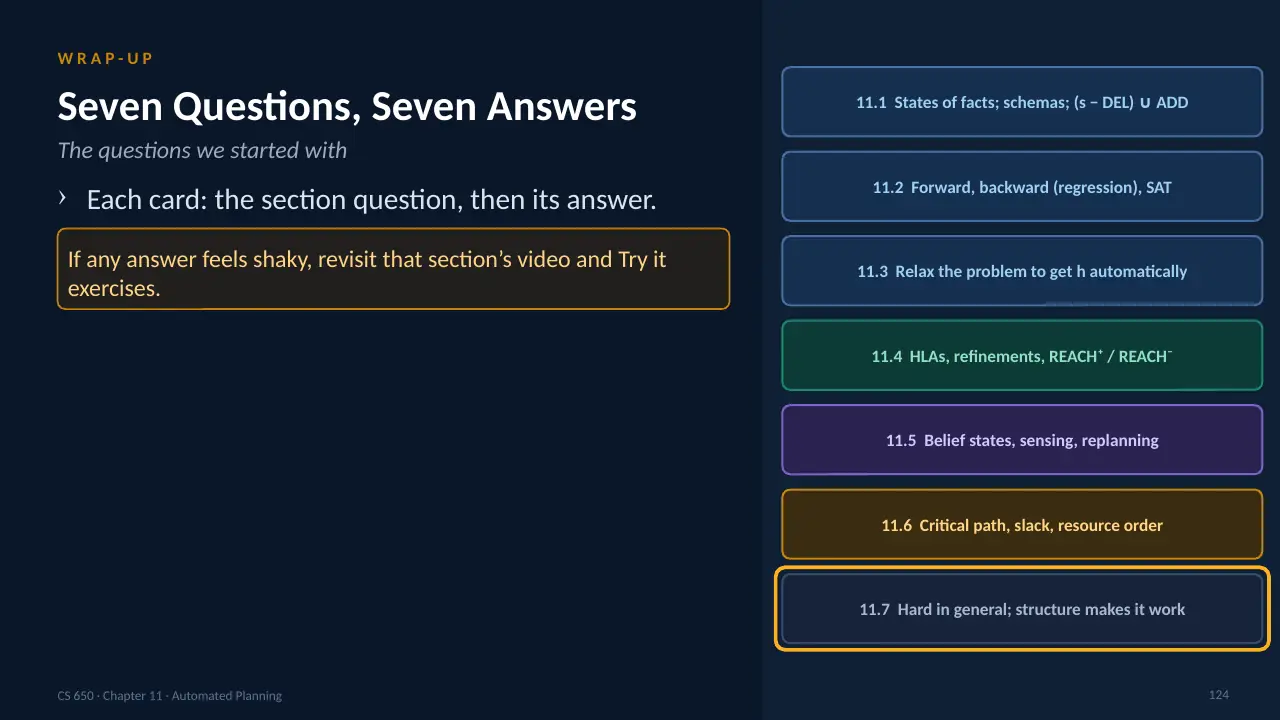 WRAP-UP
Seven Questions, Seven Answers
The questions we started with
› Each card: the section question, then its answer.
If any answer feels shaky, revisit that section’s video and Try it
exercises.
11.1 States of facts; schemas; (s − DEL) ∪ ADD
11.2 Forward, backward (regression), SAT
11.3 Relax the problem to get h automatically
11.4 HLAs, refinements, REACH⁺ / REACH⁻
11.5 Belief states, sensing, replanning
11.6 Critical path, slack, resource order
11.7 Hard in general; structure makes it work
CS 650 · Chapter 11 · Automated Planning
124